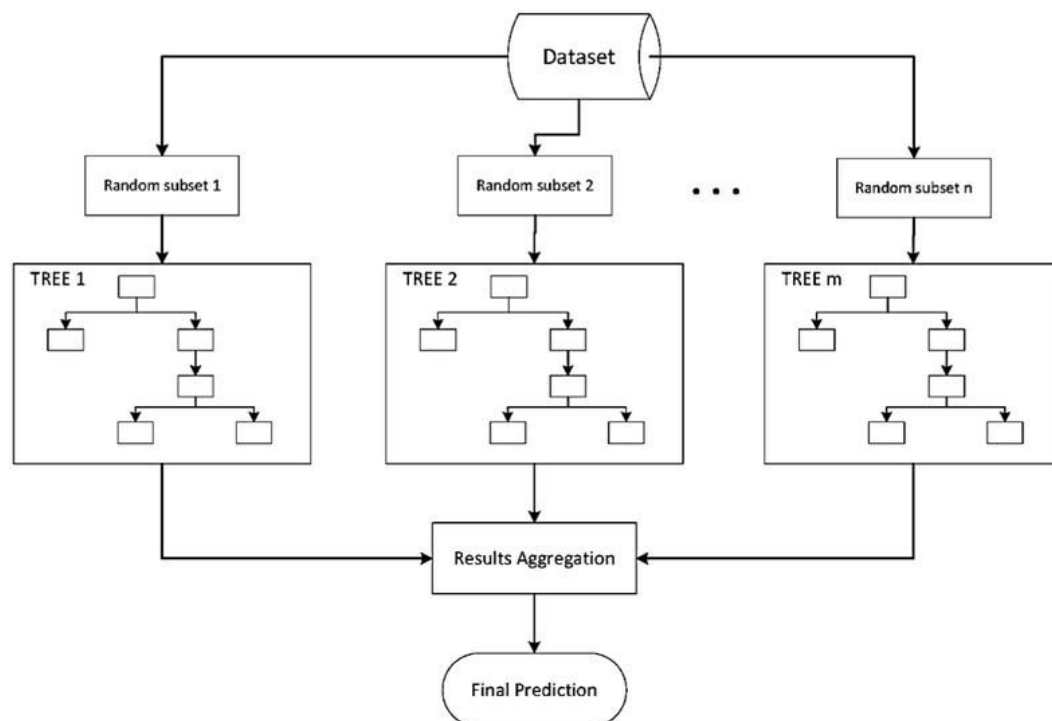 Dataset
Random subset 1
Random subset 2
. . .
Random subset n
TREE 1
TREE 2
TREE m
Results Aggregation
Final Prediction